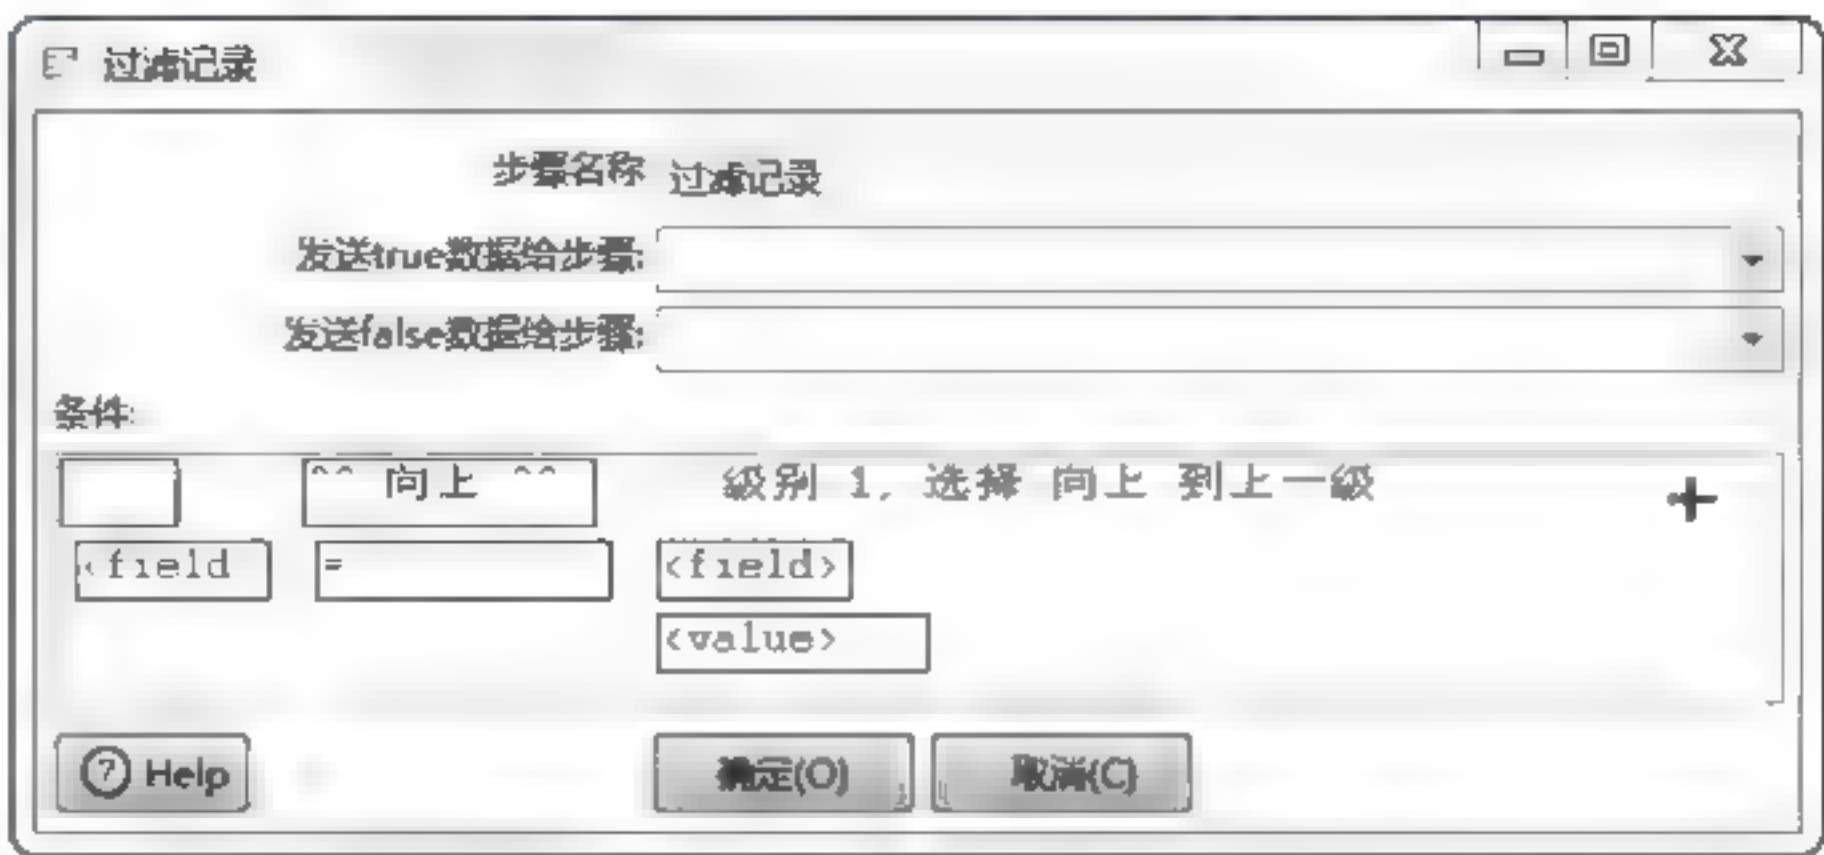 过滤记录
步骤名称 过滤记录
发送true数据给步骤:
发送false数据给步骤:
条件:
^^ 向上 ^^ 级别 1, 选择 向上 到上一级
<field = <field>
<value>
Help 确定(O) 取消(C)